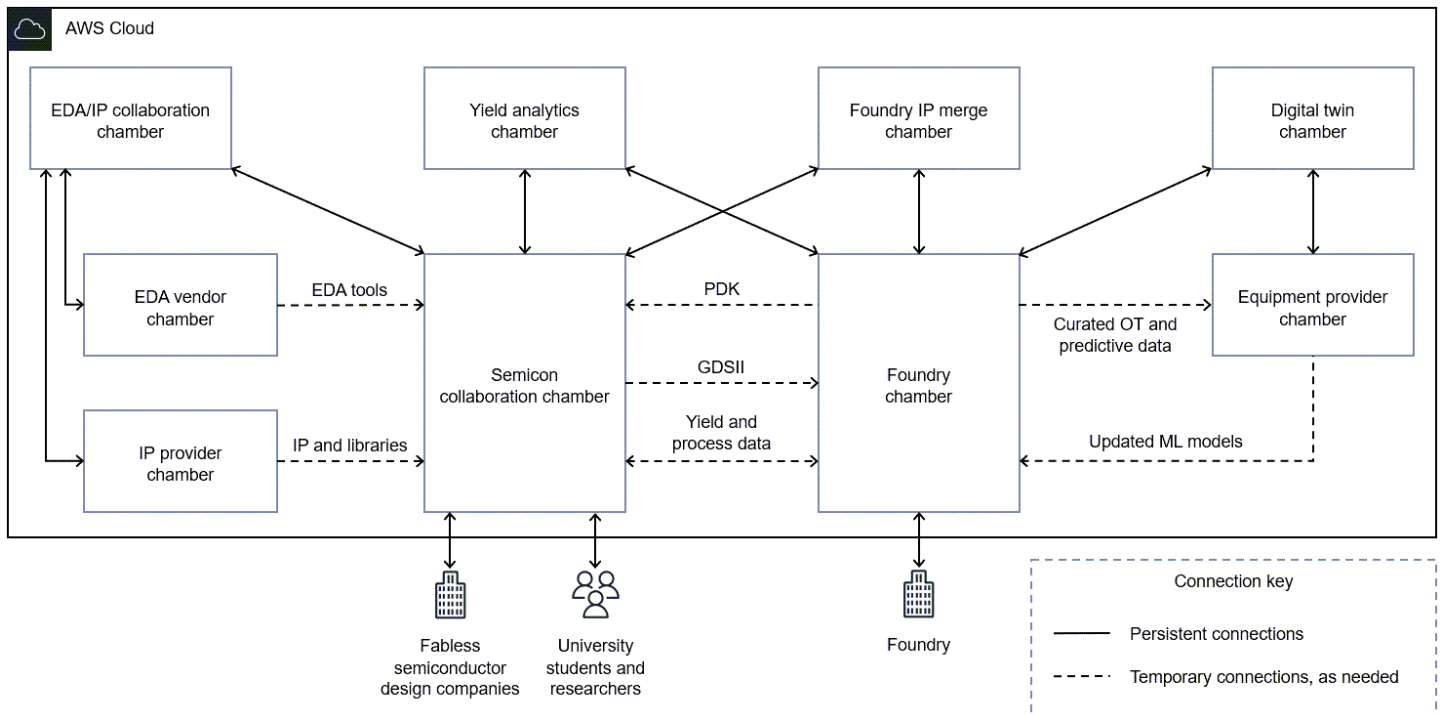 AWS Cloud
EDA/IP collaboration
chamber
Yield analytics
chamber
Foundry IP merge
chamber
Digital twin
chamber
EDA vendor
chamber
EDA tools
IP provider
chamber
IP and libraries
Semicon
collaboration chamber
PDK
GDSII
Yield and
process data
Foundry
chamber
Curated OT and
predictive data
Equipment provider
chamber
Updated ML models
Fabless
semiconductor
design companies
University
students and
researchers
Foundry
Connection key
Persistent connections
Temporary connections, as needed